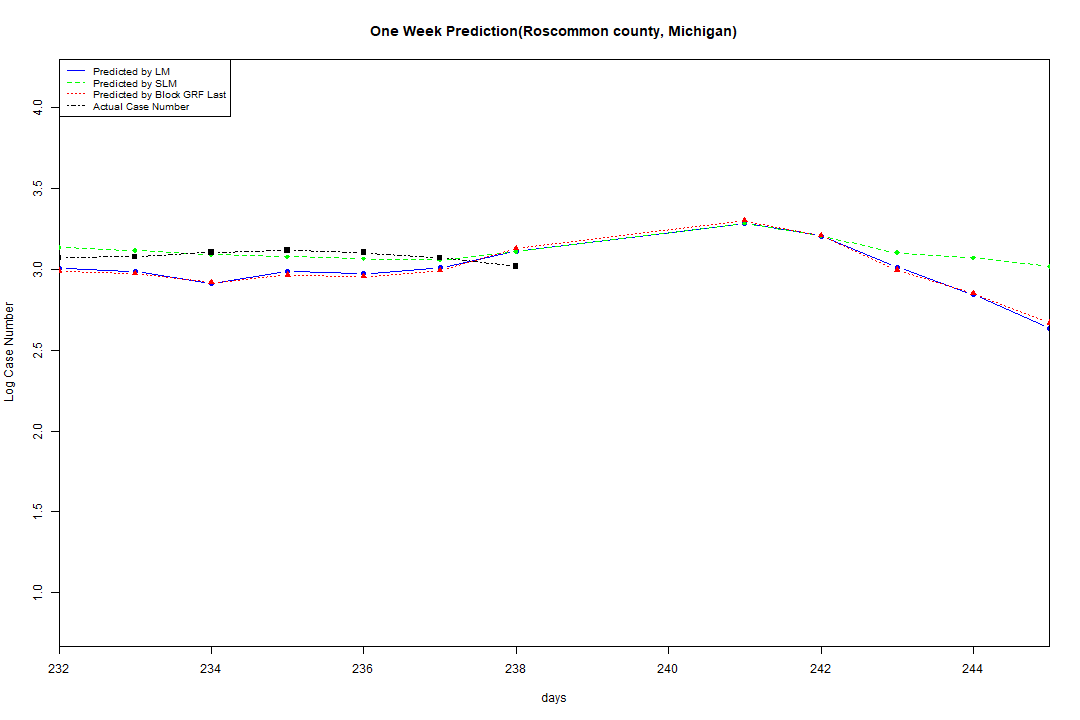 One Week Prediction(Roscommon county, Michigan)
Predicted by LM
Predicted by SLM
Predicted by Block GRF Last
Actual Case Number
4.0
3.5
3.0
2.5
2.0
1.5
1.0
Log Case Number
232 234 236 238 240 242 244
days